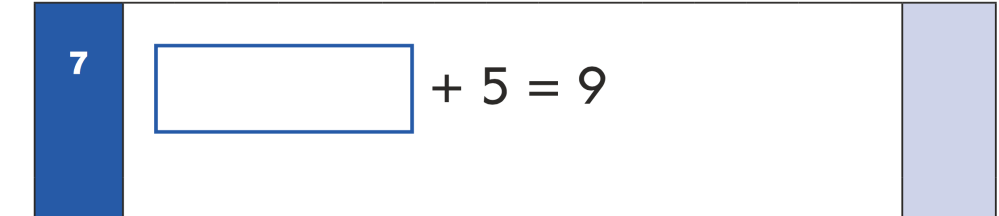 7
+ 5 = 9